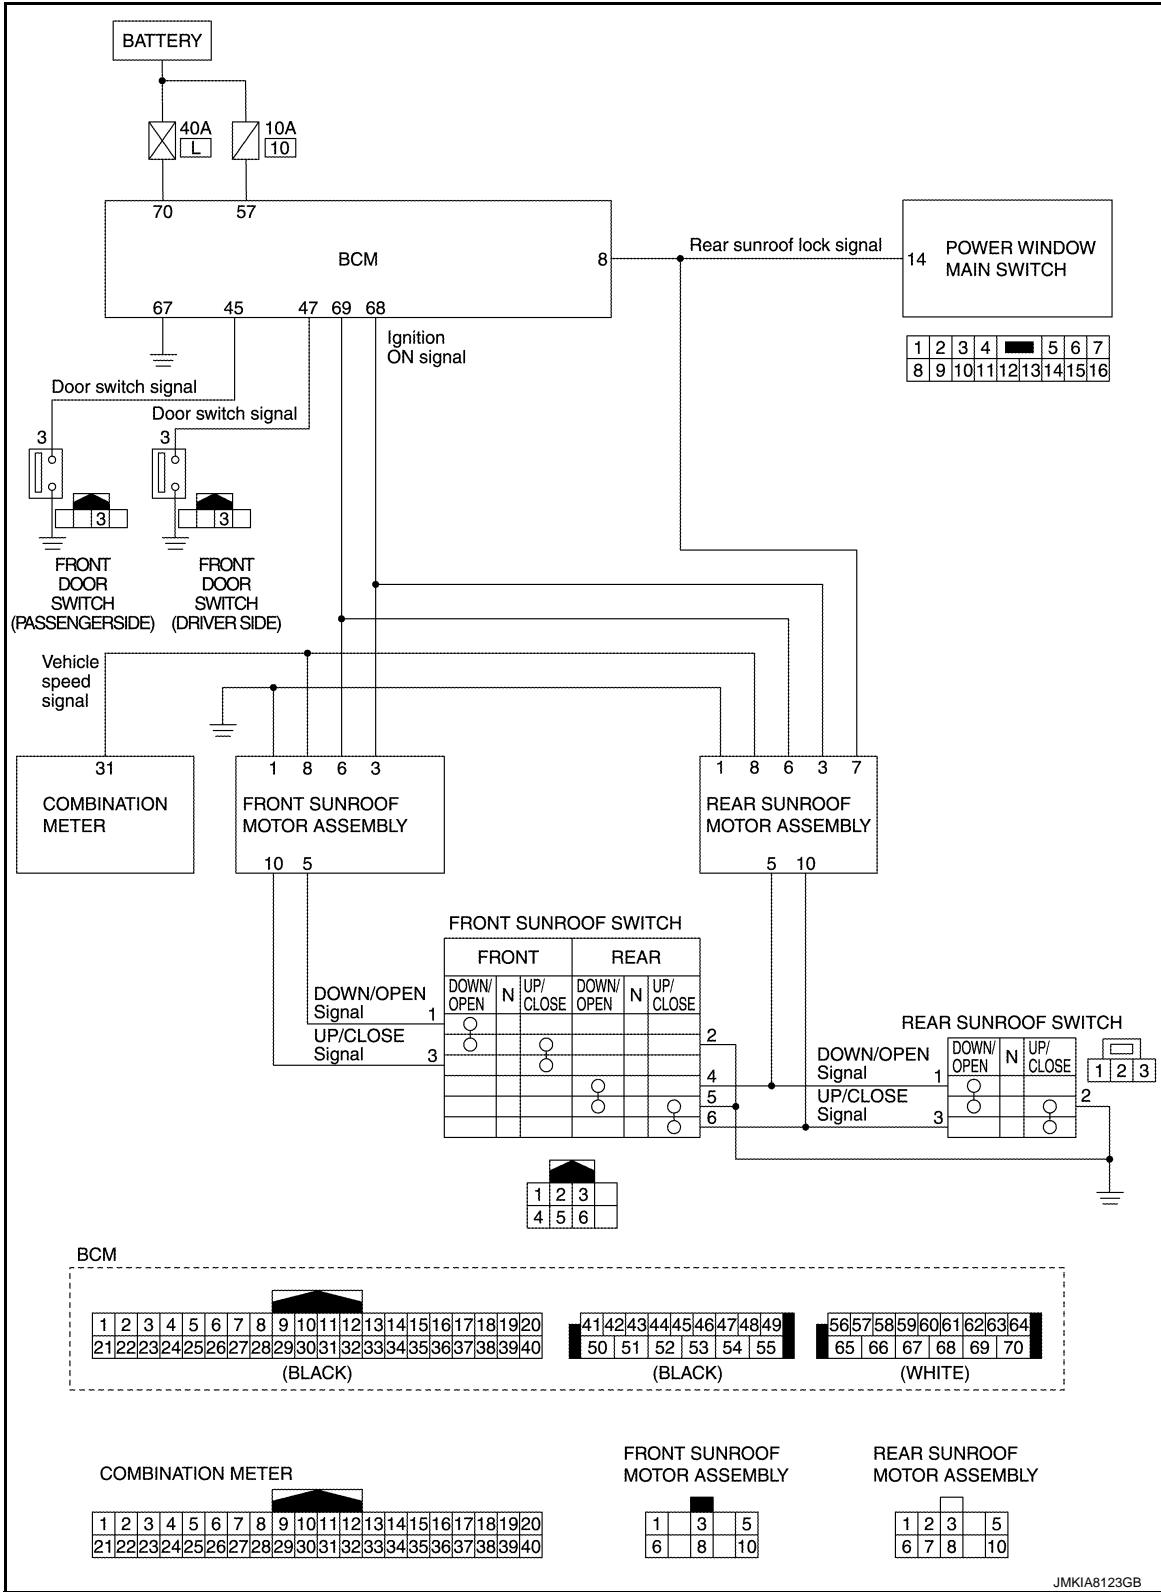 BATTERY
40A
L
10A
10
70 57
BCM
8
Rear sunroof lock signal
14
POWER WINDOW
MAIN SWITCH
67 45 47 69 68
Ignition
ON signal
1 2 3 4 5 6 7
8 9 10 11 12 13 14 15 16
Door switch signal
Door switch signal
3
3
3
3
FRONT
DOOR
SWITCH
(PASSENGERSIDE)
FRONT
DOOR
SWITCH
(DRIVER SIDE)
Vehicle
speed
signal
31
COMBINATION
METER
1 8 6 3
FRONT SUNROOF
MOTOR ASSEMBLY
10 5
1 8 6 3 7
REAR SUNROOF
MOTOR ASSEMBLY
5 10
FRONT SUNROOF SWITCH
FRONT REAR
DOWN/
OPEN
N
UP/
CLOSE
DOWN/
OPEN
N
UP/
CLOSE
DOWN/OPEN
Signal
1
UP/CLOSE
Signal
3
2
4
5
6
REAR SUNROOF SWITCH
DOWN/OPEN
Signal
1
UP/CLOSE
Signal
3
DOWN/
OPEN
N
UP/
CLOSE
2
1 2 3
1 2 3
4 5 6
BCM
1 2 3 4 5 6 7 8 9 10 11 12 13 14 15 16 17 18 19 20
21 22 23 24 25 26 27 28 29 30 31 32 33 34 35 36 37 38 39 40
(BLACK)
41 42 43 44 45 46 47 48 49
50 51 52 53 54 55
(BLACK)
56 57 58 59 60 61 62 63 64
65 66 67 68 69 70
(WHITE)
COMBINATION METER
1 2 3 4 5 6 7 8 9 10 11 12 13 14 15 16 17 18 19 20
21 22 23 24 25 26 27 28 29 30 31 32 33 34 35 36 37 38 39 40
FRONT SUNROOF
MOTOR ASSEMBLY
1 3 5
6 8 10
REAR SUNROOF
MOTOR ASSEMBLY
1 2 3 5
6 7 8 10
JMKIA8123GB